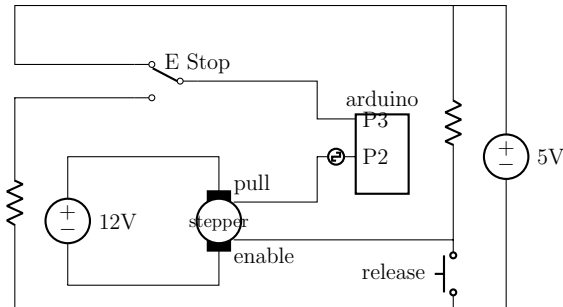 E Stop
arduino
P3
P2
5V
pull
12V
stepper
enable
release